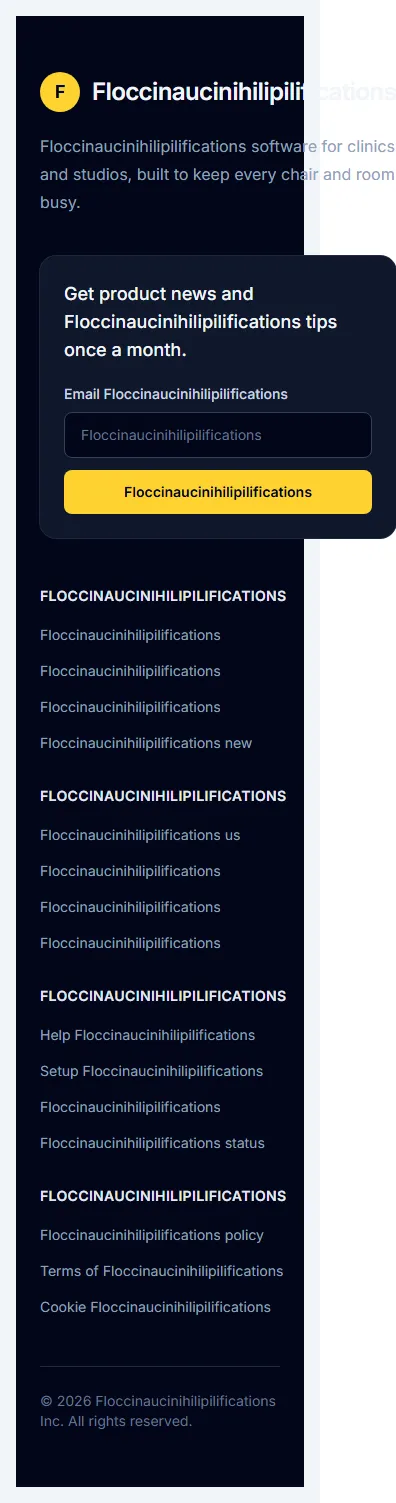 F
Floccinaucinihilipilifications
Floccinaucinihilipilifications software for clinics
and studios, built to keep every chair and room
busy.
Get product news and
Floccinaucinihilipilifications tips
once a month.
Email Floccinaucinihilipilifications
Floccinaucinihilipilifications
Floccinaucinihilipilifications
FLOCCINAUCINIHILIPILIFICATIONS
Floccinaucinihilipilifications
Floccinaucinihilipilifications
Floccinaucinihilipilifications
Floccinaucinihilipilifications new
FLOCCINAUCINIHILIPILIFICATIONS
Floccinaucinihilipilifications us
Floccinaucinihilipilifications
Floccinaucinihilipilifications
Floccinaucinihilipilifications
FLOCCINAUCINIHILIPILIFICATIONS
Help Floccinaucinihilipilifications
Setup Floccinaucinihilipilifications
Floccinaucinihilipilifications
Floccinaucinihilipilifications status
FLOCCINAUCINIHILIPILIFICATIONS
Floccinaucinihilipilifications policy
Terms of Floccinaucinihilipilifications
Cookie Floccinaucinihilipilifications
© 2026 Floccinaucinihilipilifications
Inc. All rights reserved.